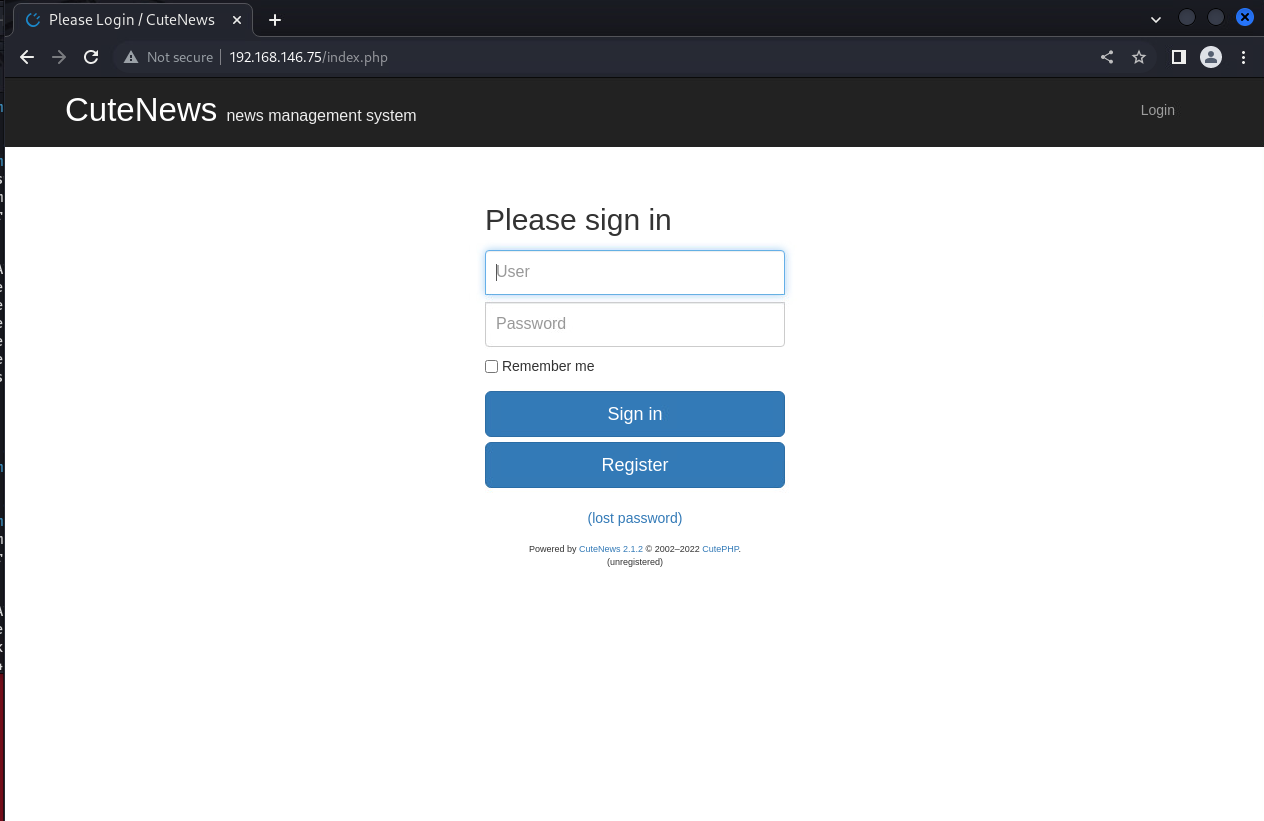 Please Login / CuteNews
Not secure | 192.168.146.75/index.php
CuteNews news management system
Login
Please sign in
User
Password
Remember me
Sign in
Register
(lost password)
Powered by CuteNews 2.1.2 © 2002–2022 CutePHP.
(unregistered)